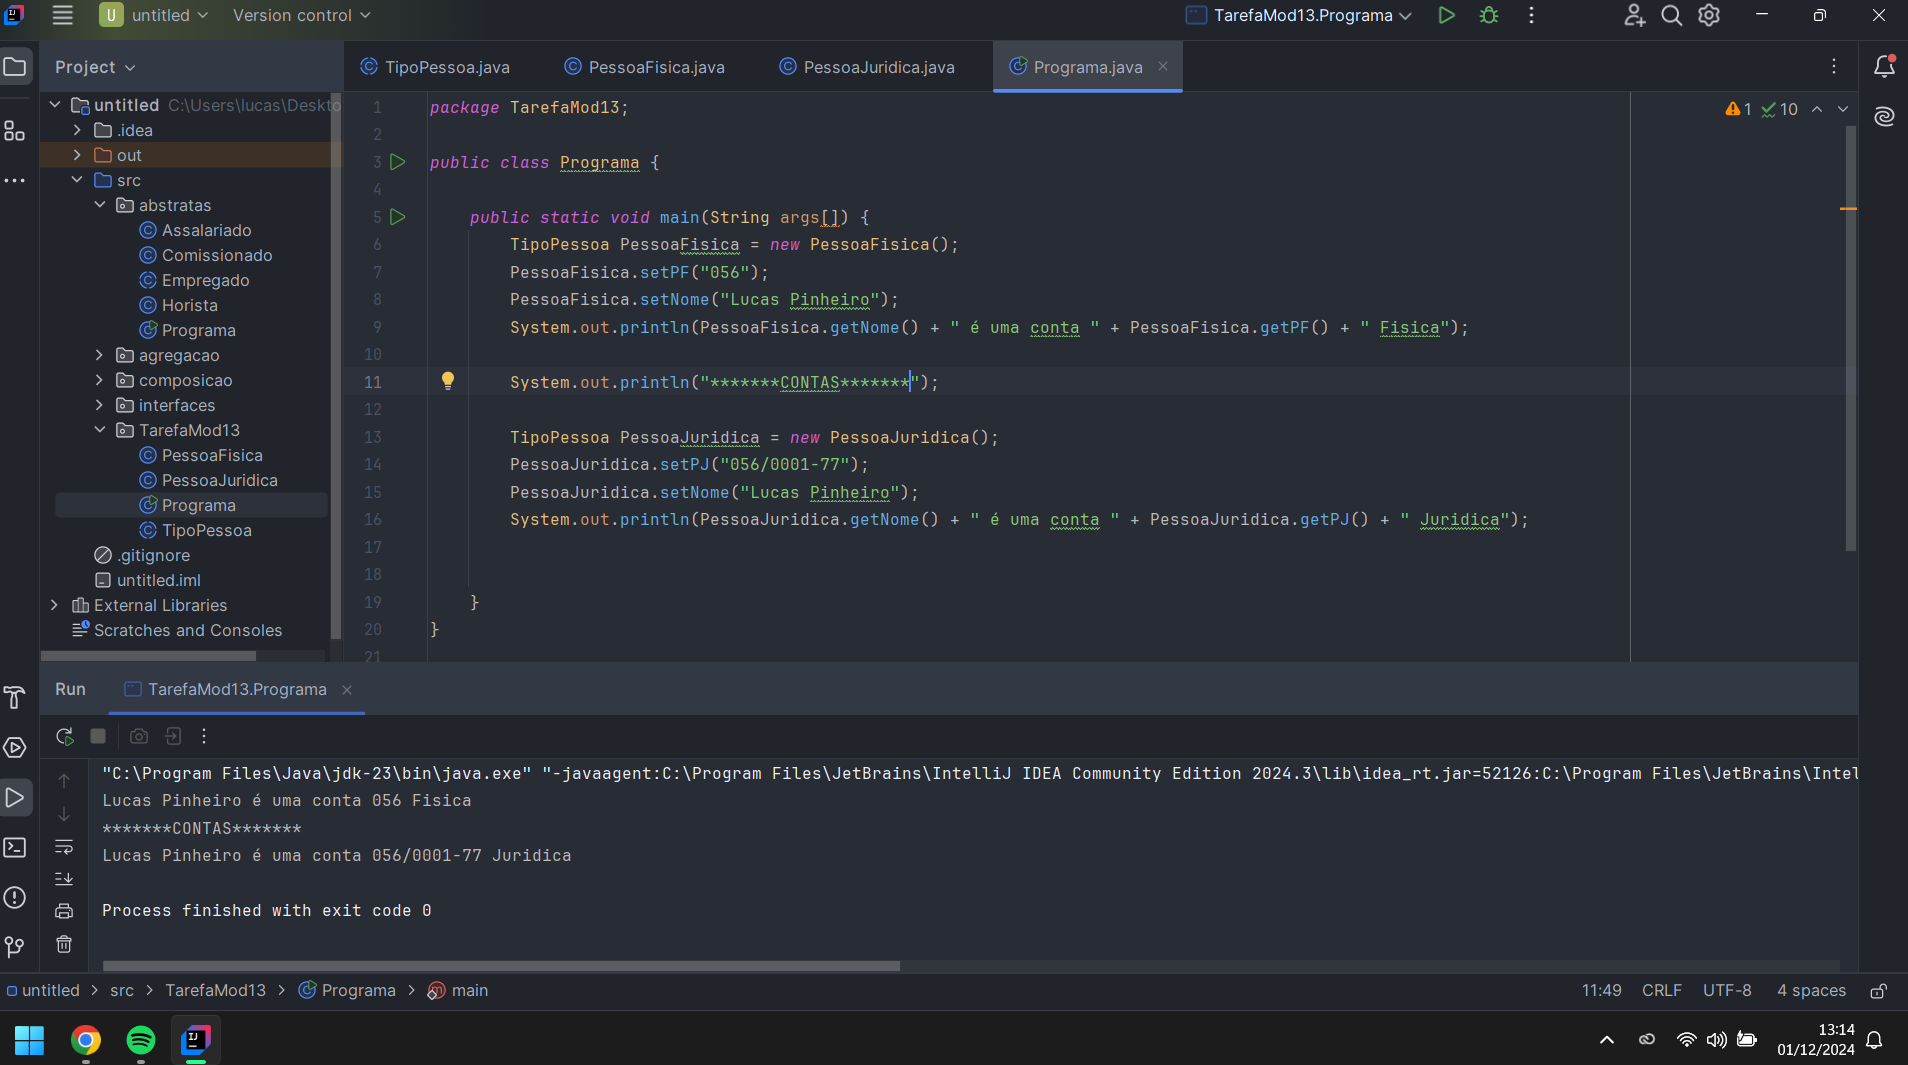 U untitled Version control TarefaMod13.Programa
Project
TipoPessoa.java PessoaFisica.java PessoaJuridica.java Programa.java
untitled C:\Users\lucas\Deskto
.idea
out
src
abstratas
Assalariado
Comissionado
Empregado
Horista
Programa
agregacao
composicao
interfaces
TarefaMod13
PessoaFisica
PessoaJuridica
Programa
TipoPessoa
.gitignore
untitled.iml
External Libraries
Scratches and Consoles
1 package TarefaMod13;
2
3 public class Programa {
4
5 public static void main(String args[]) {
6 TipoPessoa PessoaFisica = new PessoaFisica();
7 PessoaFisica.setPF("056");
8 PessoaFisica.setNome("Lucas Pinheiro");
9 System.out.println(PessoaFisica.getNome() + " é uma conta " + PessoaFisica.getPF() + " Fisica");
10
11 System.out.println("*******CONTAS*******");
12
13 TipoPessoa PessoaJuridica = new PessoaJuridica();
14 PessoaJuridica.setPJ("056/0001-77");
15 PessoaJuridica.setNome("Lucas Pinheiro");
16 System.out.println(PessoaJuridica.getNome() + " é uma conta " + PessoaJuridica.getPJ() + " Juridica");
17
18
19 }
20 }
21
1 10
Run TarefaMod13.Programa
"C:\Program Files\Java\jdk-23\bin\java.exe" "-javaagent:C:\Program Files\JetBrains\IntelliJ IDEA Community Edition 2024.3\lib\idea_rt.jar=52126:C:\Program Files\JetBrains\Intel
Lucas Pinheiro é uma conta 056 Fisica
*******CONTAS*******
Lucas Pinheiro é uma conta 056/0001-77 Juridica
Process finished with exit code 0
untitled > src > TarefaMod13 > Programa > main 11:49 CRLF UTF-8 4 spaces
13:14
01/12/2024